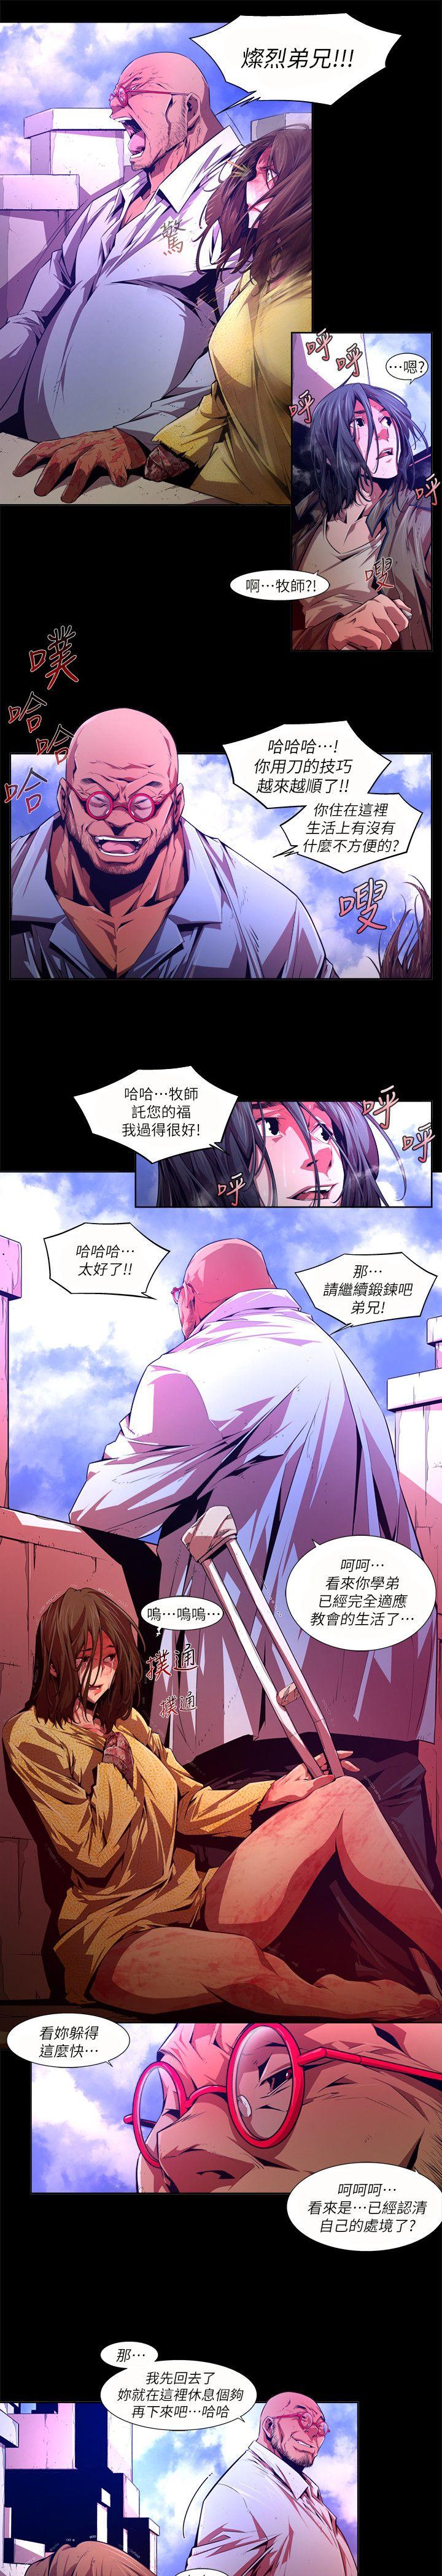 燦烈弟兄!!!
驚
呼
呼
…嗯?
呼
呼
嗖
啊…牧師?!
噗
哈
哈
哈
哈哈哈…!
你用刀的技巧
越來越順了!!
你住在這裡
生活上有沒有
什麼不方便的?
嗖
哈哈…牧師
託您的福
我過得很好!
呼
呼
呼
哈哈哈…
太好了!!
那…
請繼續鍛鍊吧
弟兄!
呵呵…
看來你學弟
已經完全適應
教會的生活了…
嗚…嗚嗚…
撲通
撲通
看妳躲得
這麼快…
呵呵呵…
看來是…已經認清
自己的處境了?
那…
我先回去了
妳就在這裡休息個夠
再下來吧…哈哈